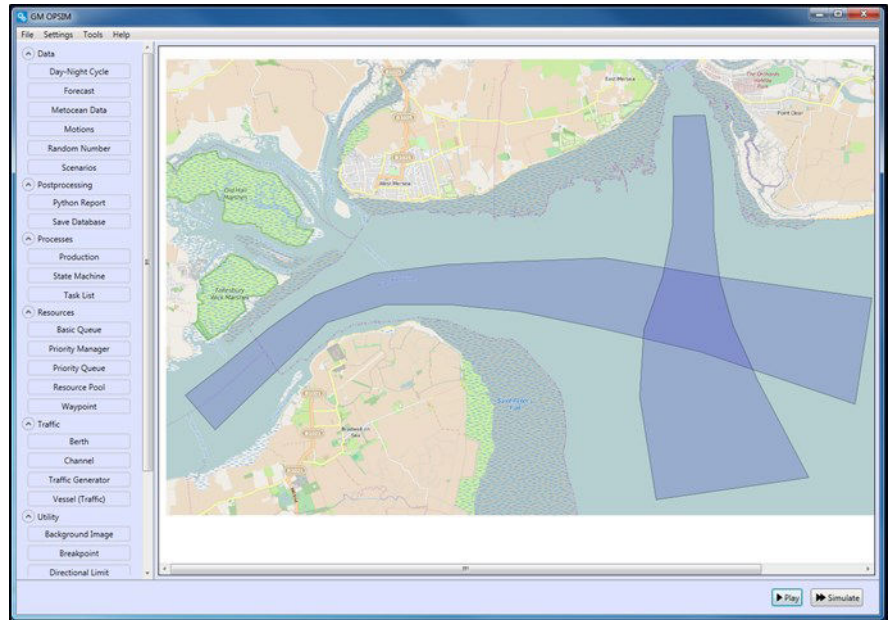 GM OPSIM
File Settings Tools Help
Data
Day-Night Cycle
Forecast
Metocean Data
Motions
Random Number
Scenarios
Postprocessing
Python Report
Save Database
Processes
Production
State Machine
Task List
Resources
Basic Queue
Priority Manager
Priority Queue
Resource Pool
Waypoint
Traffic
Berth
Channel
Traffic Generator
Vessel (Traffic)
Utility
Background Image
Breakpoint
Directional Limit
East Mersea
Point Clear
West Mersea
Old Hall
Marshes
Play
Simulate